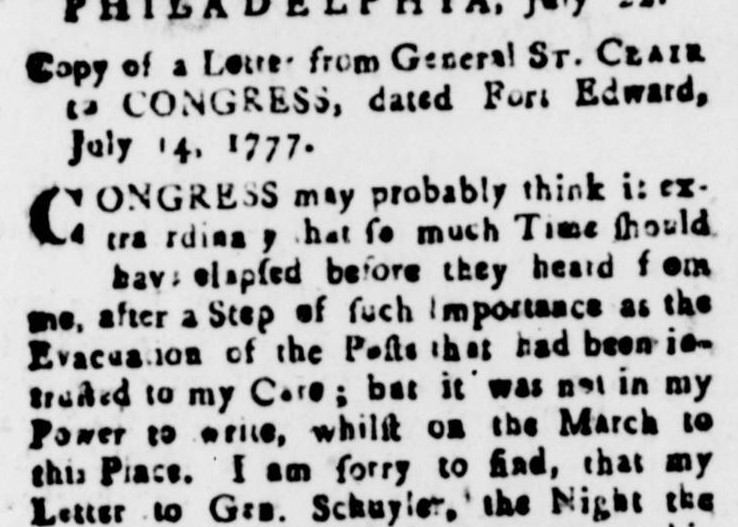 PHILADELPHIA, July 22.
Copy of a Letter from General ST. CLAIR
to CONGRESS, dated Fort Edward,
July 14, 1777.
CONGRESS may probably think it ex-
tra rdina y hat ſo much Time ſhould
have elapſed before they heard f om
me, after a Step of ſuch Importance as the
Evacuation of the Poſts that had been in-
truſted to my Care; but it was not in my
Power to write, whilſt on the March to
this Place. I am ſorry to find, that my
Letter to Gen. Schuyler, the Night the